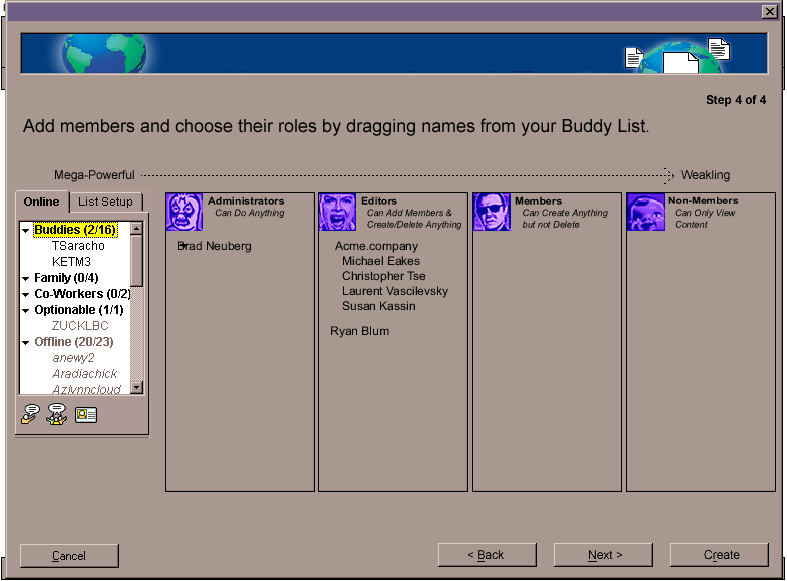 Step 4 of 4
Add members and choose their roles by dragging names from your Buddy List.
Mega-Powerful
Weakling
Online
List Setup
Buddies (2/16)
TSaracho
KETM3
Family (0/4)
Co-Workers (0/2)
Optionable (1/1)
ZUCKLBC
Offline (20/23)
anewy2
Aradiachick
Azlynncloud
Administrators
Can Do Anything
Brad Neuberg
Editors
Can Add Members &
Create/Delete Anything
Acme.company
Michael Eakes
Christopher Tse
Laurent Vascilevsky
Susan Kassin
Ryan Blum
Members
Can Create Anything
but not Delete
Non-Members
Can Only View
Content
Cancel
< Back
Next >
Create